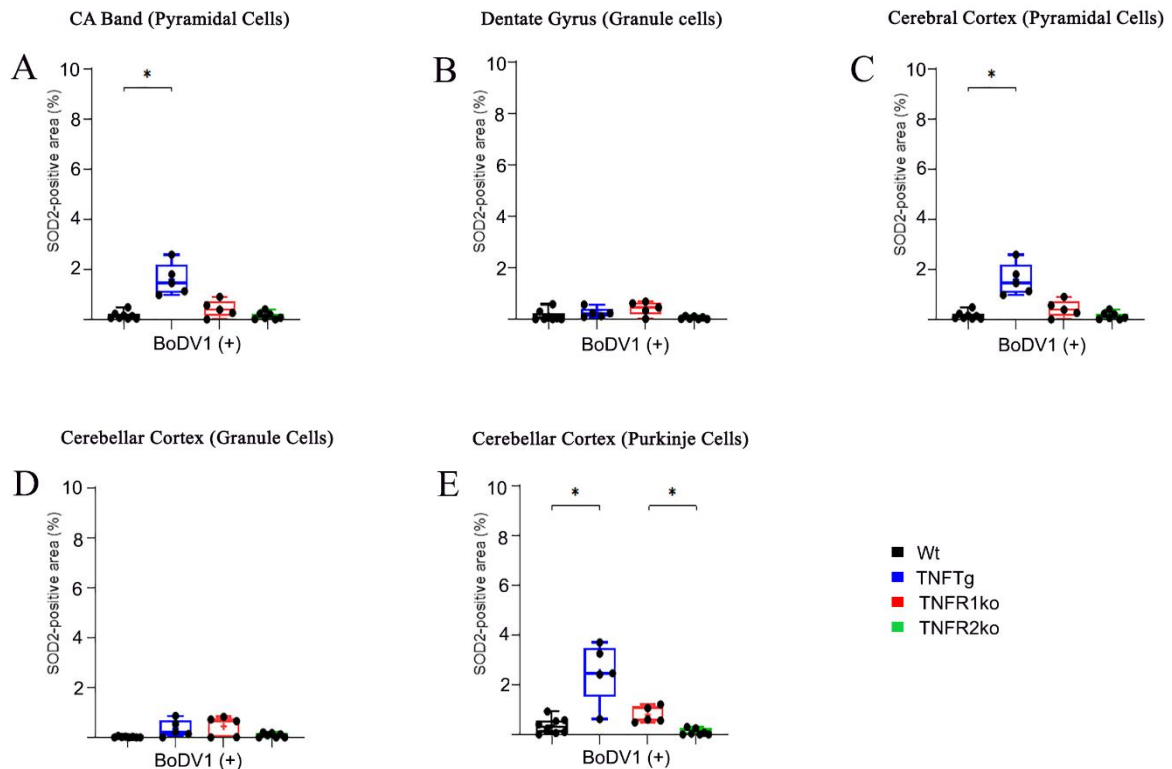 CA Band (Pyramidal Cells)
A
SOD2-positive area (%)
10
8
6
4
2
*
BoDV1 (+)
Dentate Gyrus (Granule cells)
B
SOD2-positive area (%)
10
8
6
4
2
BoDV1 (+)
Cerebral Cortex (Pyramidal Cells)
C
SOD2-positive area (%)
10
8
6
4
2
*
BoDV1 (+)
Cerebellar Cortex (Granule Cells)
D
SOD2-positive area (%)
10
8
6
4
2
BoDV1 (+)
Cerebellar Cortex (Purkinje Cells)
E
SOD2-positive area (%)
10
8
6
4
2
* *
BoDV1 (+)
Wt
TNFTg
TNFR1ko
TNFR2ko